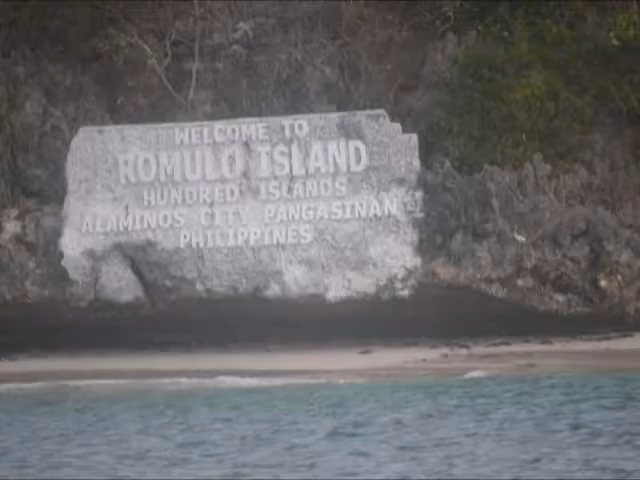 WELCOME TO
ROMULO ISLAND
HUNDRED ISLANDS
ALAMINOS CITY PANGASINAN
PHILIPPINES